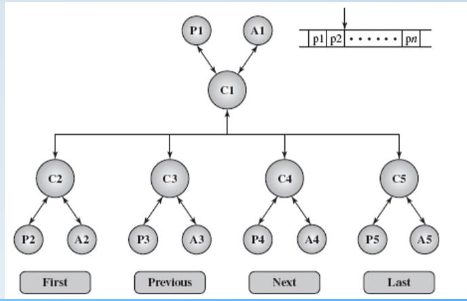 P1 A1 p1 p2 · · · · · · pn
C1
C2 C3 C4 C5
P2 A2 P3 A3 P4 A4 P5 A5
First Previous Next Last